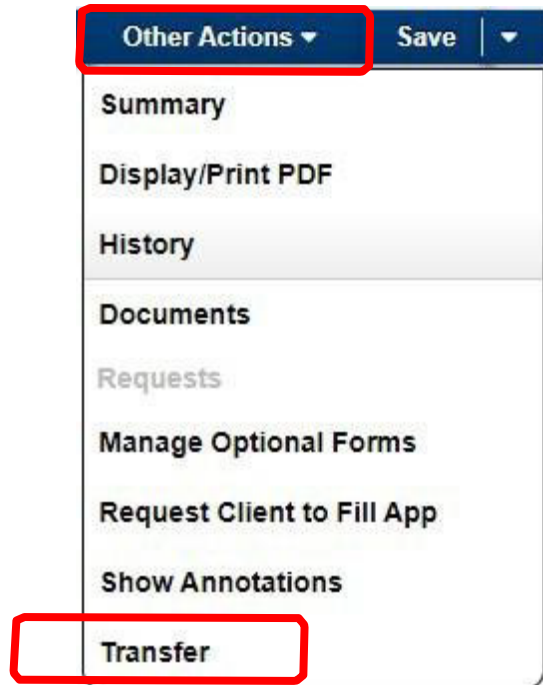 Other Actions Save
Summary
Display/Print PDF
History
Documents
Requests
Manage Optional Forms
Request Client to Fill App
Show Annotations
Transfer